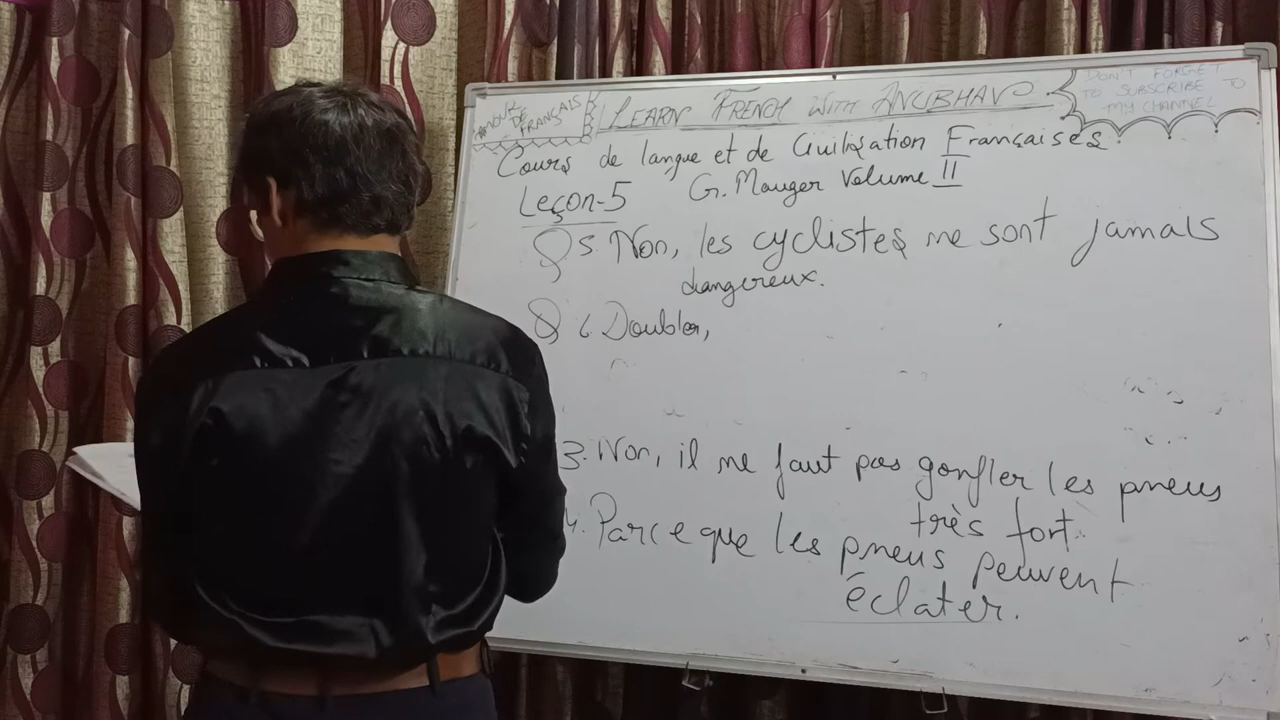 MONDE
DE
FRANÇAIS
LEARN FRENCH WITH ANUBHAV
DON'T FORGET
TO SUBSCRIBE TO
MY CHANNEL
Cours de langue et de Civilisation Françaises.
Leçon-5 G. Mauger Volume II
5 Non, les cyclistes ne sont jamais
dangereux.
6. Doubler,
3. Non, il ne faut pas gonfler les pneus
très fort.
4. Parce que les pneus peuvent
éclater.